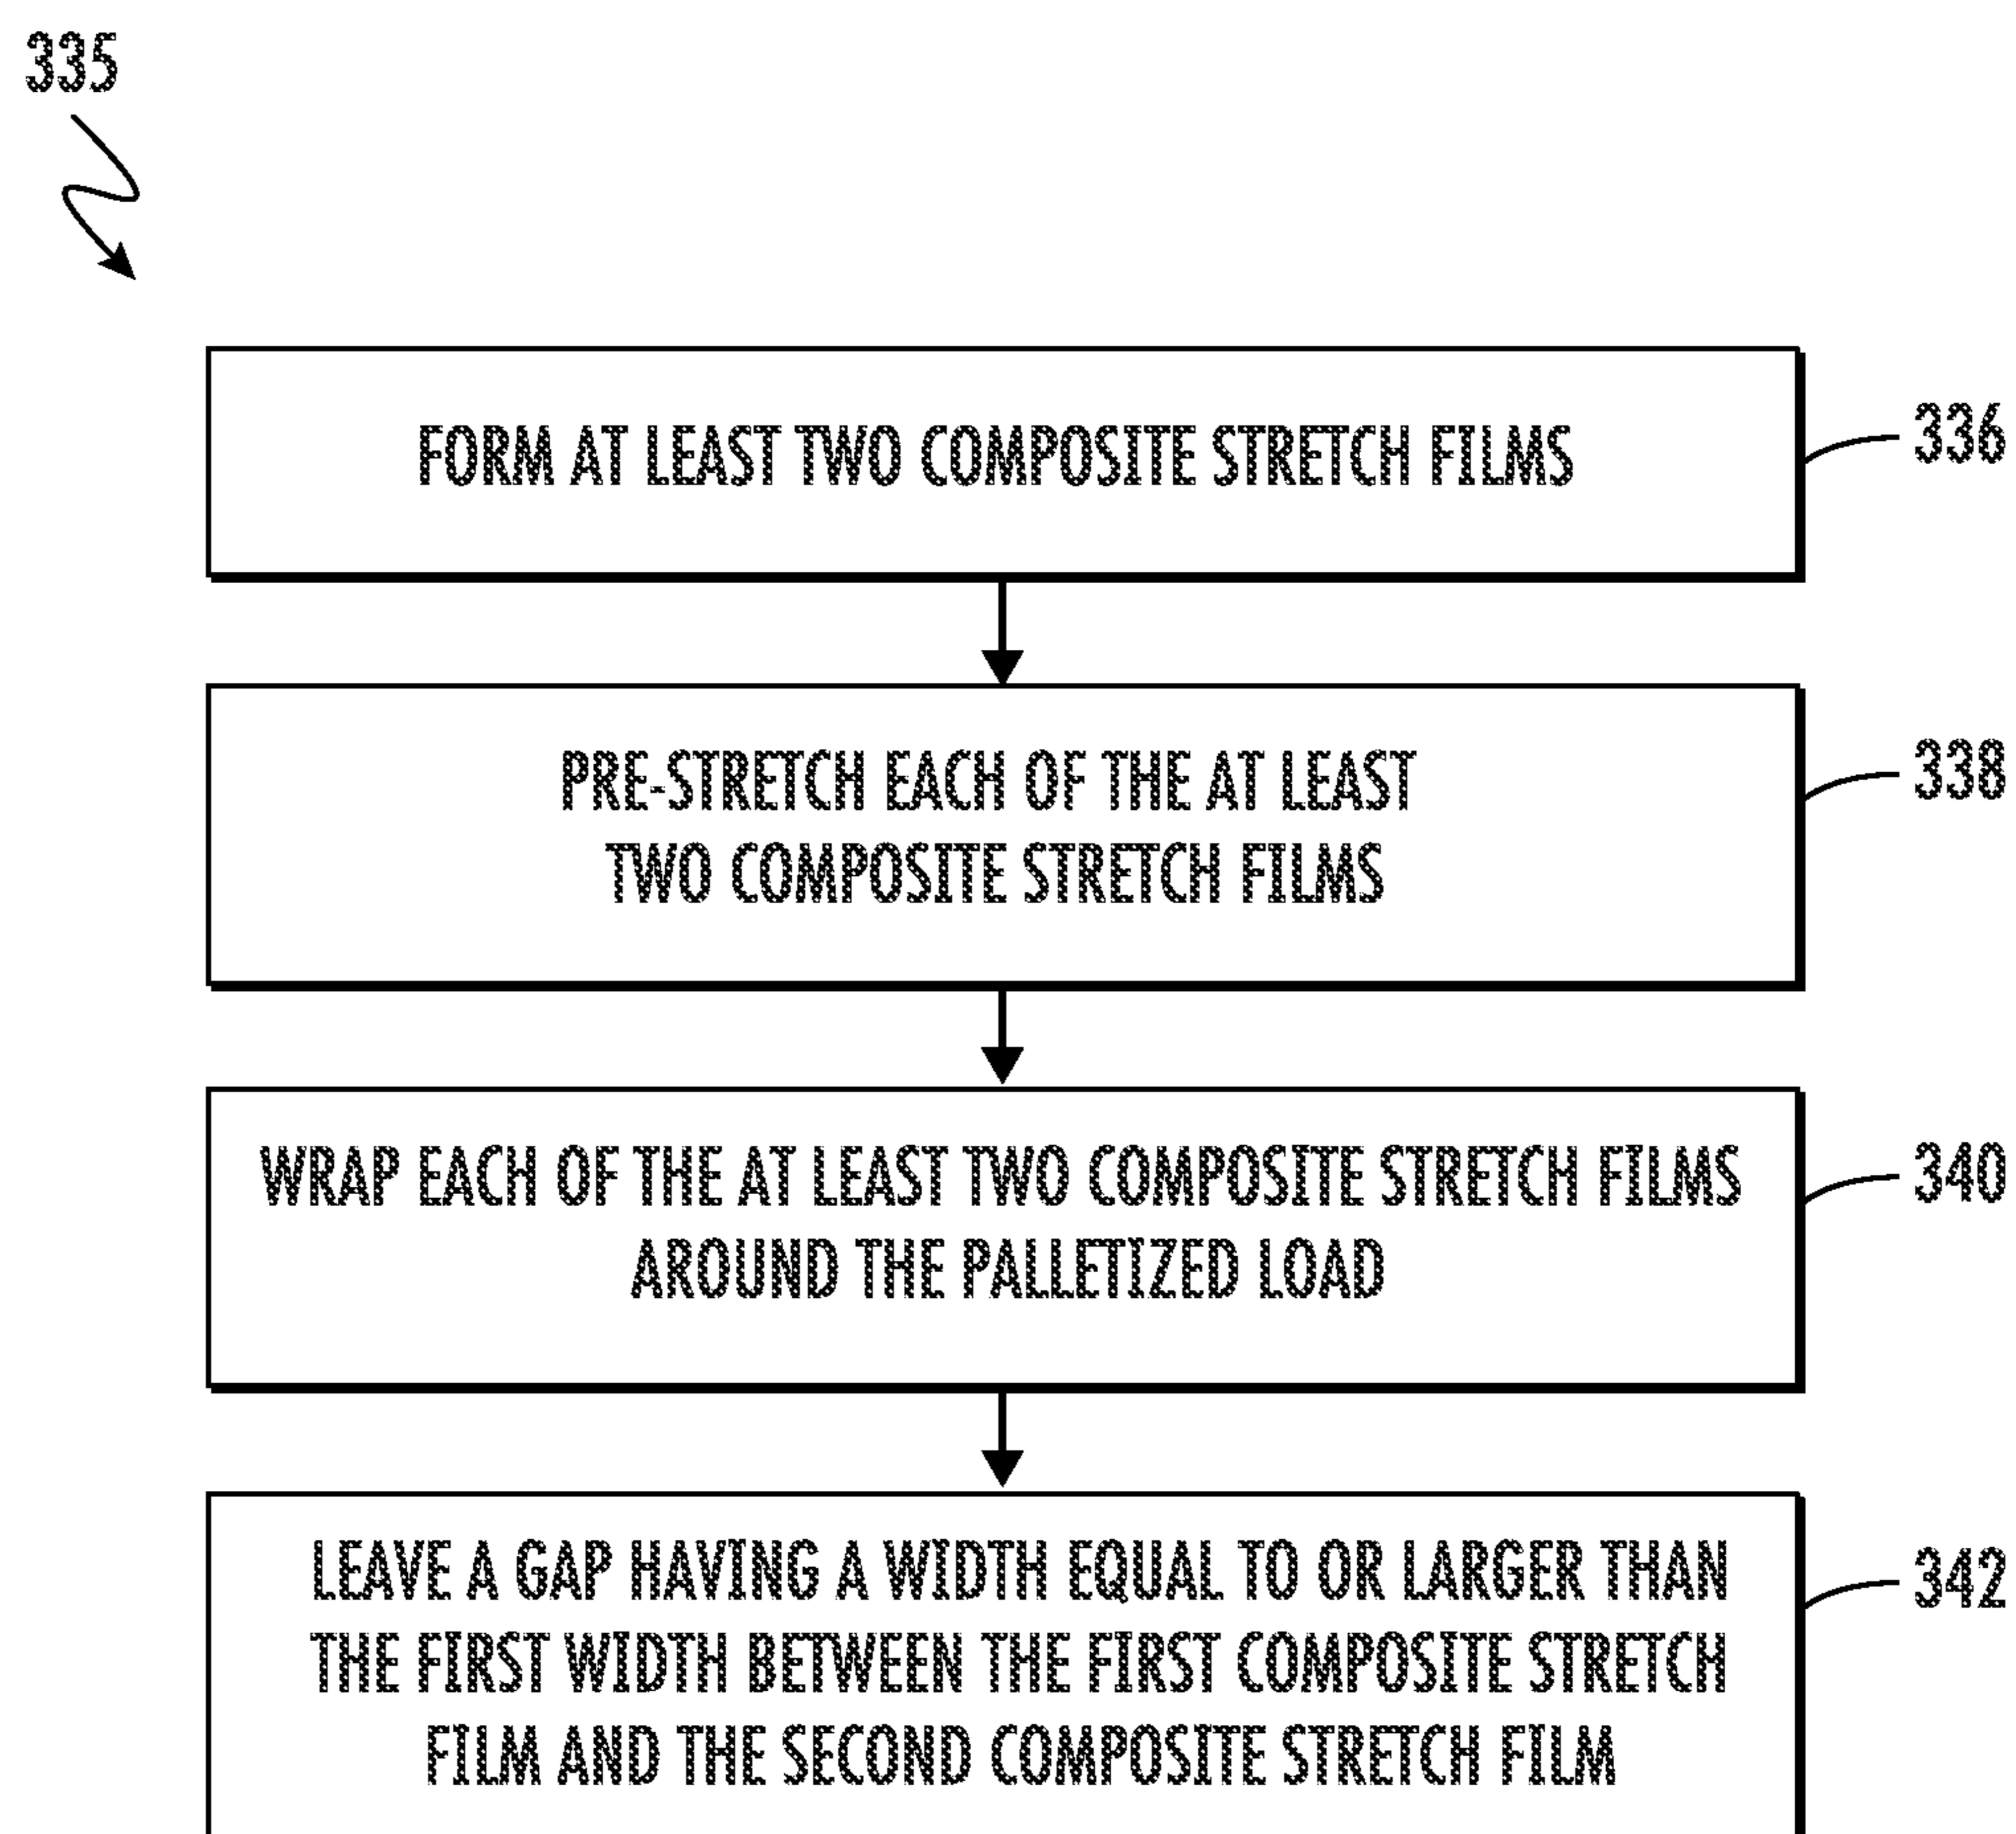 335
FORM AT LEAST TWO COMPOSITE STRETCH FILMS
336
PRE-STRETCH EACH OF THE AT LEAST
TWO COMPOSITE STRETCH FILMS
338
WRAP EACH OF THE AT LEAST TWO COMPOSITE STRETCH FILMS
AROUND THE PALLETIZED LOAD
340
LEAVE A GAP HAVING A WIDTH EQUAL TO OR LARGER THAN
THE FIRST WIDTH BETWEEN THE FIRST COMPOSITE STRETCH
FILM AND THE SECOND COMPOSITE STRETCH FILM
342